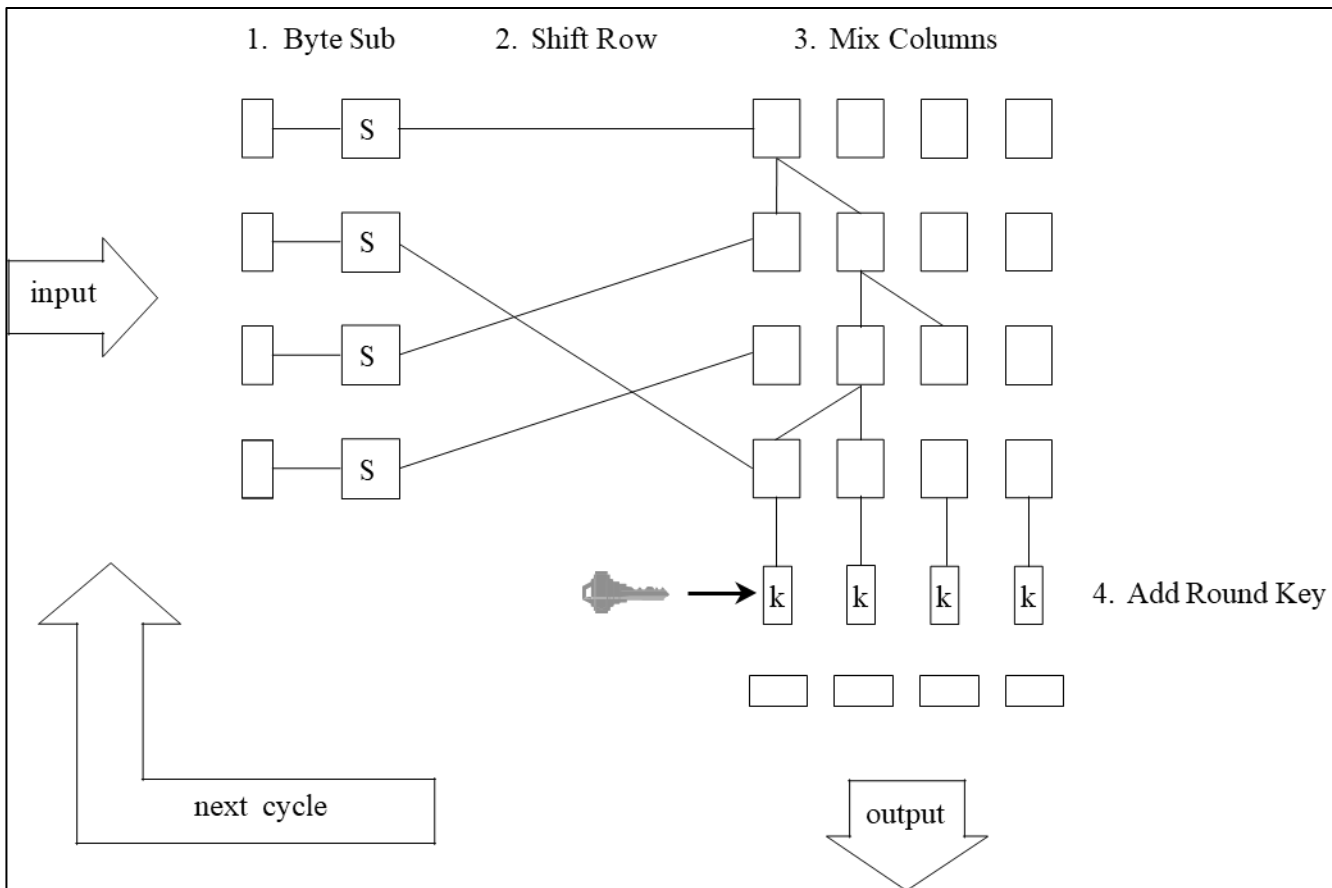 1. Byte Sub 2. Shift Row 3. Mix Columns
S
S
input
S
S
k k k k 4. Add Round Key
next cycle
output